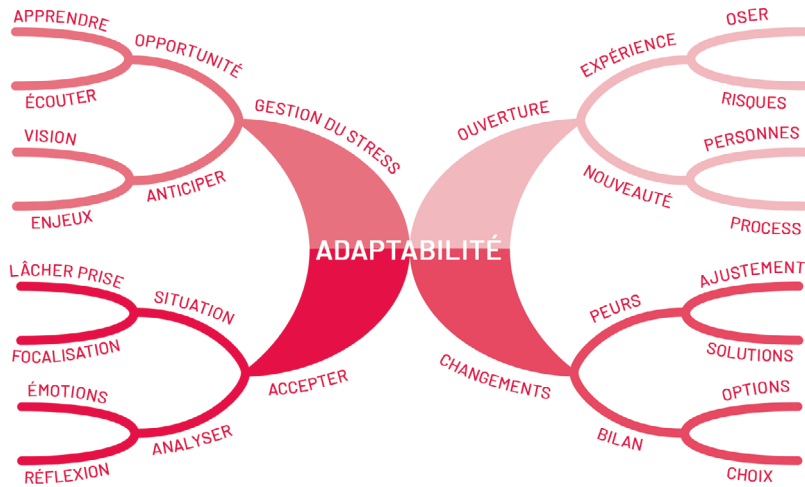 APPRENDRE
OPPORTUNITÉ
ÉCOUTER
VISION
ANTICIPER
ENJEUX
GESTION DU STRESS
LÂCHER PRISE
SITUATION
FOCALISATION
ÉMOTIONS
ANALYSER
RÉFLEXION
ACCEPTER
ADAPTABILITÉ
OUVERTURE
EXPÉRIENCE
OSER
RISQUES
NOUVEAUTÉ
PERSONNES
PROCESS
CHANGEMENTS
PEURS
AJUSTEMENT
SOLUTIONS
BILAN
OPTIONS
CHOIX